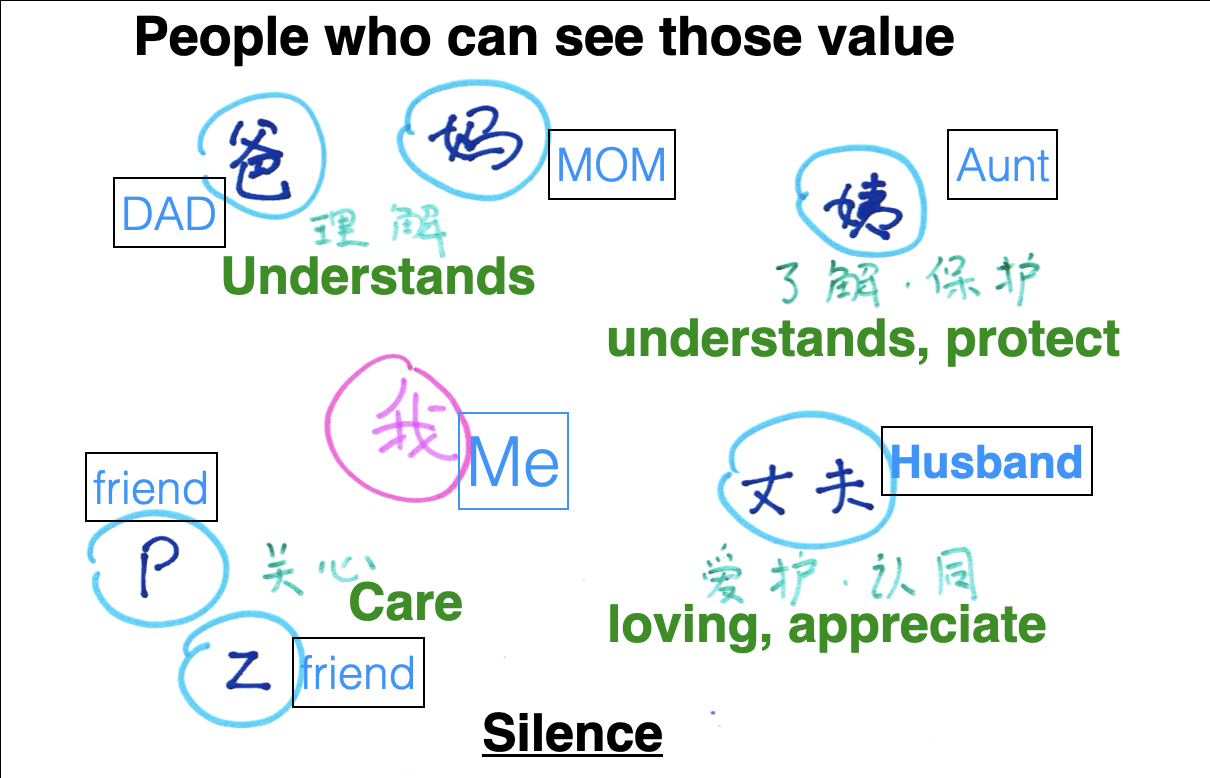 People who can see those value
爸
妈
MOM
DAD
理解
Understands
Aunt
姨
了解·保护
understands, protect
我
Me
丈夫
Husband
爱护·认同
loving, appreciate
friend
P
关心
Care
Z
friend
Silence